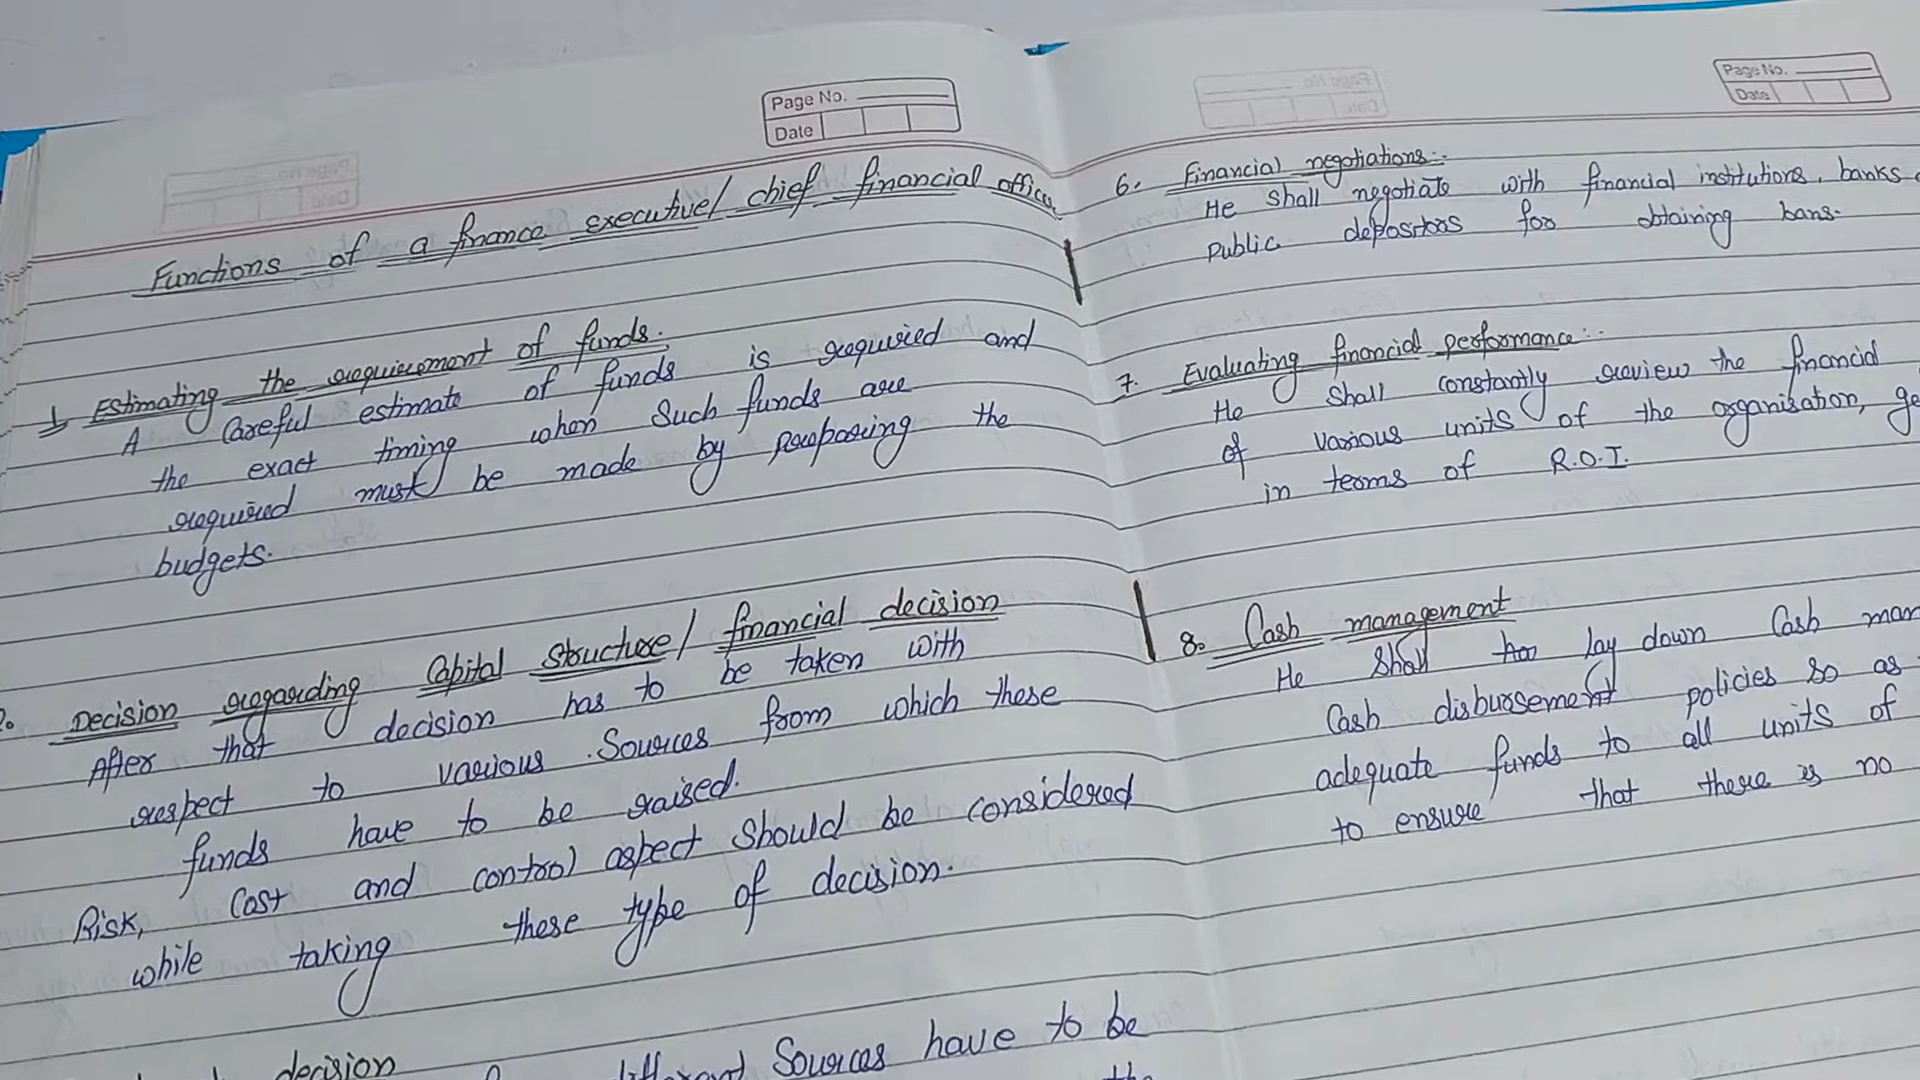 Page No.
Date
Functions of a finance executive/ chief financial office
1. Estimating the requirement of funds.
A careful estimate of funds is required and
the exact timing when such funds are
required must be made by preparing the
budgets.
Decision regarding Capital Structure/ financial decision
After that decision has to be taken with
respect to various Sources from which these
funds have to be raised.
Risk, Cost and control aspect should be considered
while taking these type of decision.
decision
Sources have to be
the
Page No.
Date
6. Financial negotiations:-
He shall negotiate with financial institutions, banks
Public depositors for obtaining loans.
7. Evaluating financial performance:-
He shall constantly review the financial
of various units of the organisation, ge
in terms of R.O.I.
8. Cash management
He shall lay down Cash man
Cash disbursement policies so as
adequate funds to all units of
to ensure that there is no